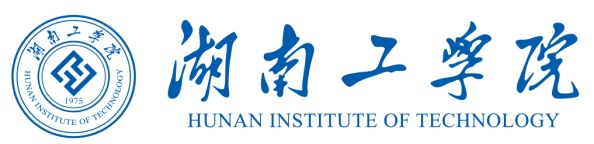 湖南工学院
HUNAN INSTITUTE OF TECHNOLOGY
1975
湖南工学院
HUNAN INSTITUTE OF TECHNOLOGY